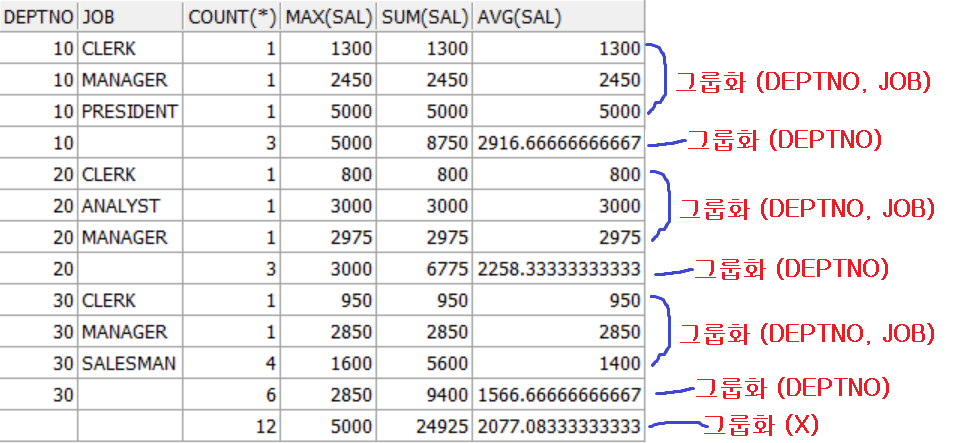 DEPTNO JOB COUNT(*) MAX(SAL) SUM(SAL) AVG(SAL)
10 CLERK 1 1300 1300 1300
10 MANAGER 1 2450 2450 2450
그룹화 (DEPTNO, JOB)
10 PRESIDENT 1 5000 5000 5000
10 3 5000 8750 2916.66666666667
그룹화 (DEPTNO)
20 CLERK 1 800 800 800
20 ANALYST 1 3000 3000 3000
그룹화 (DEPTNO, JOB)
20 MANAGER 1 2975 2975 2975
20 3 3000 6775 2258.33333333333
그룹화 (DEPTNO)
30 CLERK 1 950 950 950
30 MANAGER 1 2850 2850 2850
그룹화 (DEPTNO, JOB)
30 SALESMAN 4 1600 5600 1400
30 6 2850 9400 1566.66666666667
그룹화 (DEPTNO)
12 5000 24925 2077.08333333333
그룹화 (X)